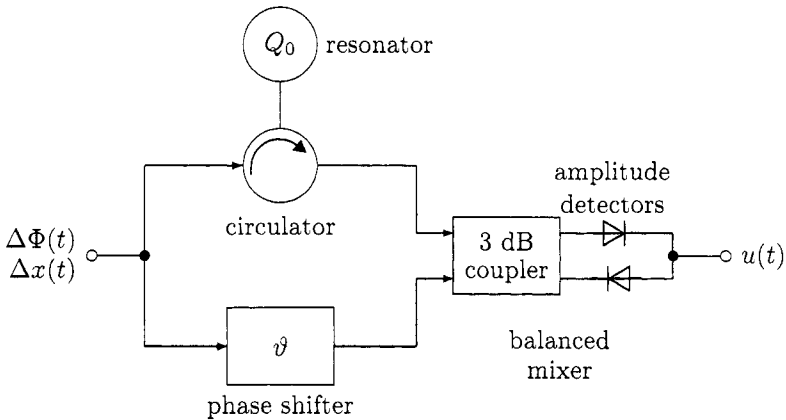 Q₀
resonator
circulator
amplitude
detectors
ΔΦ(t)
Δx(t)
3 dB
coupler
u(t)
ϑ
phase shifter
balanced
mixer